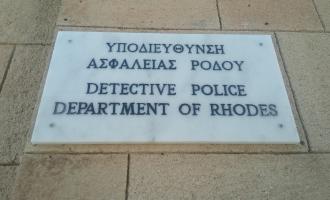 ΥΠΟΔΙΕΥΘΥΝΣΗ
ΑΣΦΑΛΕΙΑΣ ΡΟΔΟΥ
DETECTIVE POLICE
DEPARTMENT OF RHODES